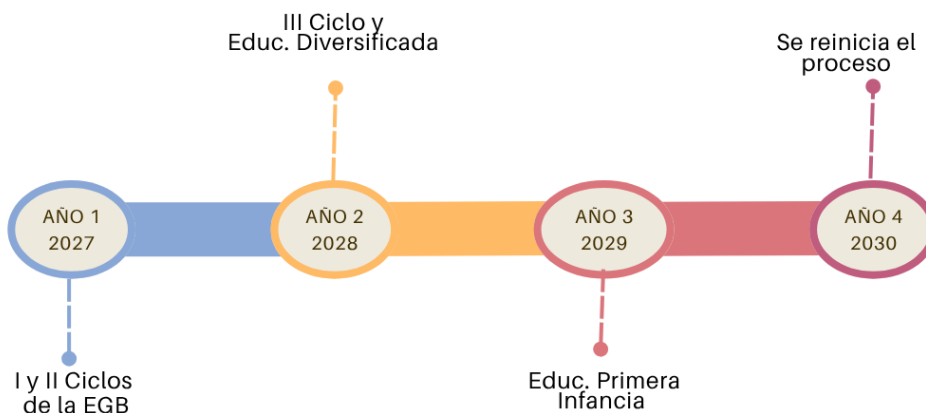 III Ciclo y
Educ. Diversificada
Se reinicia el
proceso
AÑO 1
2027
AÑO 2
2028
AÑO 3
2029
AÑO 4
2030
I y II Ciclos
de la EGB
Educ. Primera
Infancia